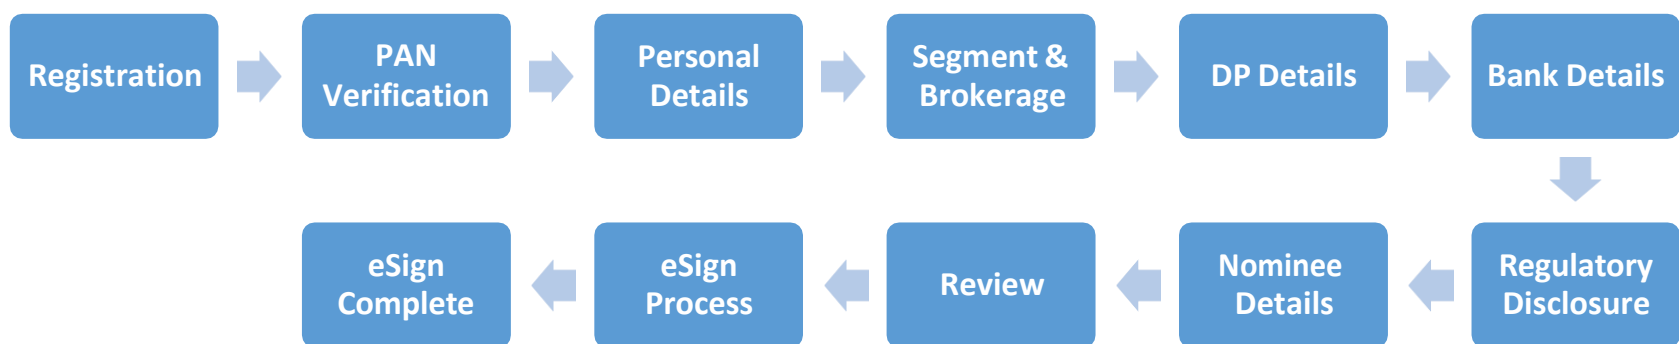 Registration
PAN
Verification
Personal
Details
Segment &
Brokerage
DP Details
Bank Details
Regulatory
Disclosure
Nominee
Details
Review
eSign
Process
eSign
Complete